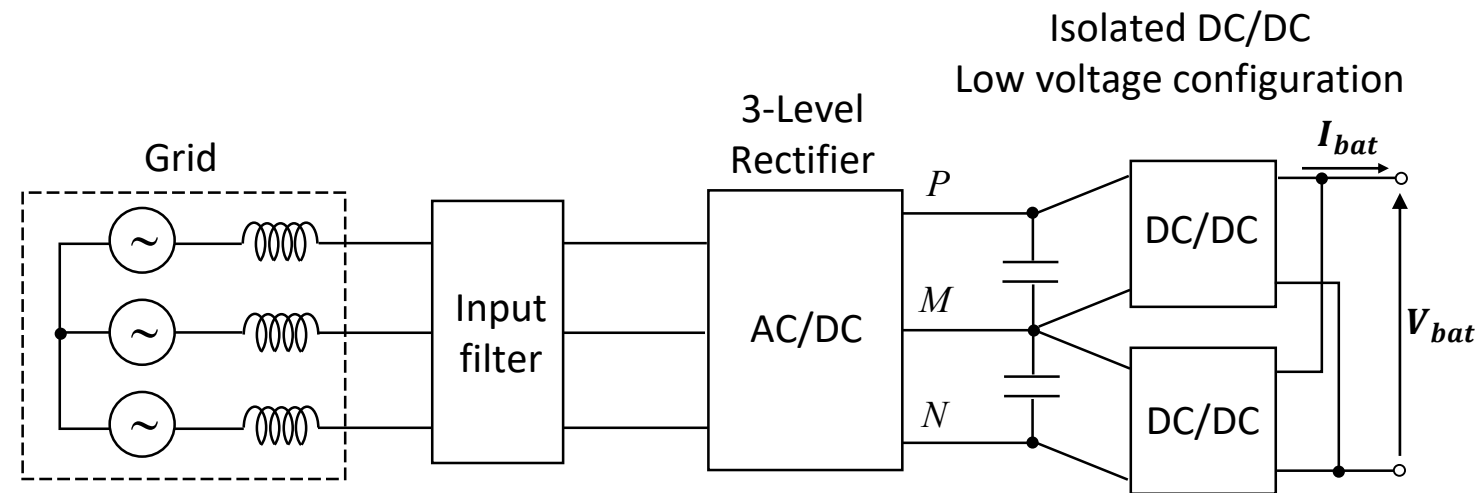 Isolated DC/DC
Low voltage configuration
3-Level
Rectifier
Grid
I_bat
P
DC/DC
~
Input
filter
AC/DC
M
V_bat
~
~
N
DC/DC